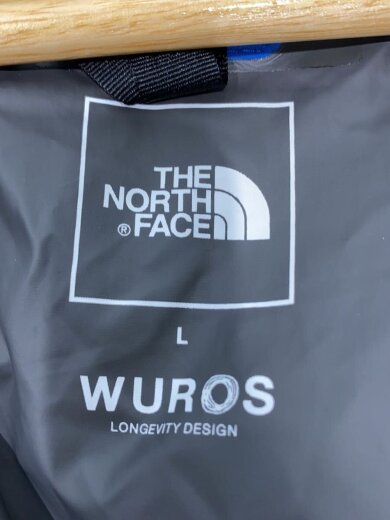 THE
NORTH
® FACE
L
WUROS
LONGEVITY DESIGN